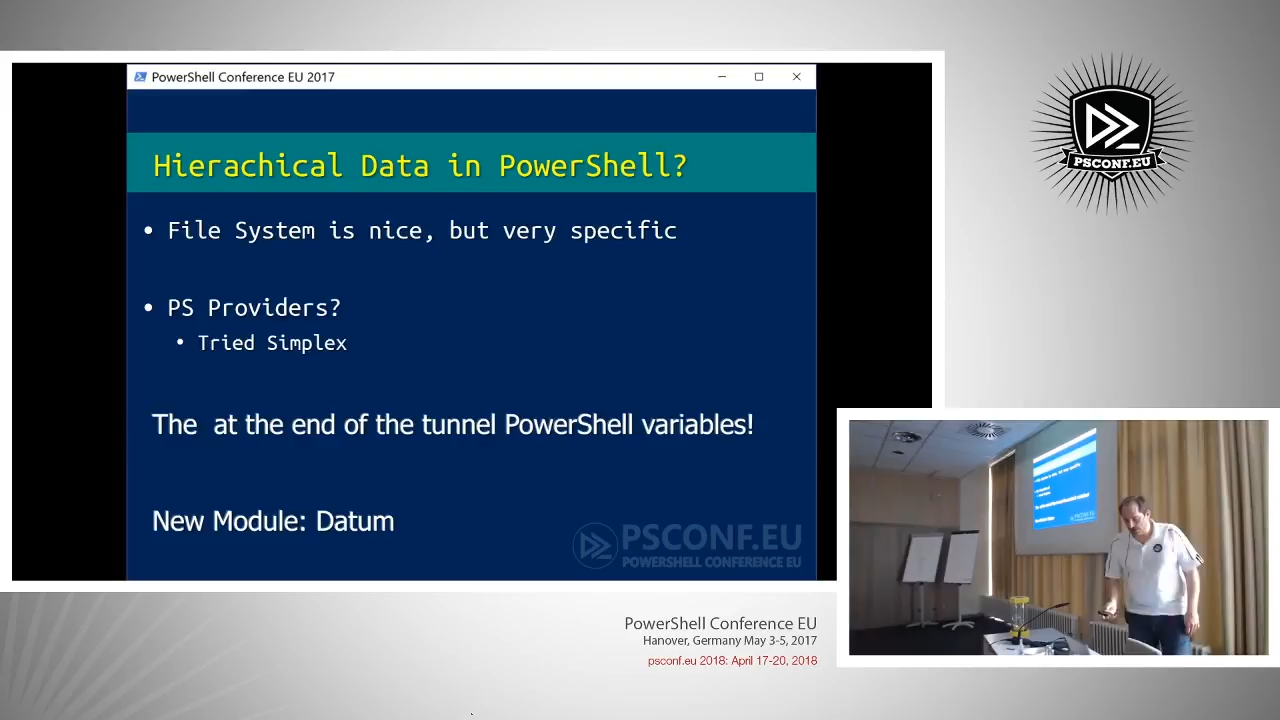 PowerShell Conference EU 2017
Hierachical Data in PowerShell?
• File System is nice, but very specific
• PS Providers?
• Tried Simplex
The  at the end of the tunnel PowerShell variables!
New Module: Datum
PSCONF.EU
POWERSHELL CONFERENCE EU
PSCONF.EU
PowerShell Conference EU
Hanover, Germany May 3-5, 2017
psconf.eu 2018: April 17-20, 2018